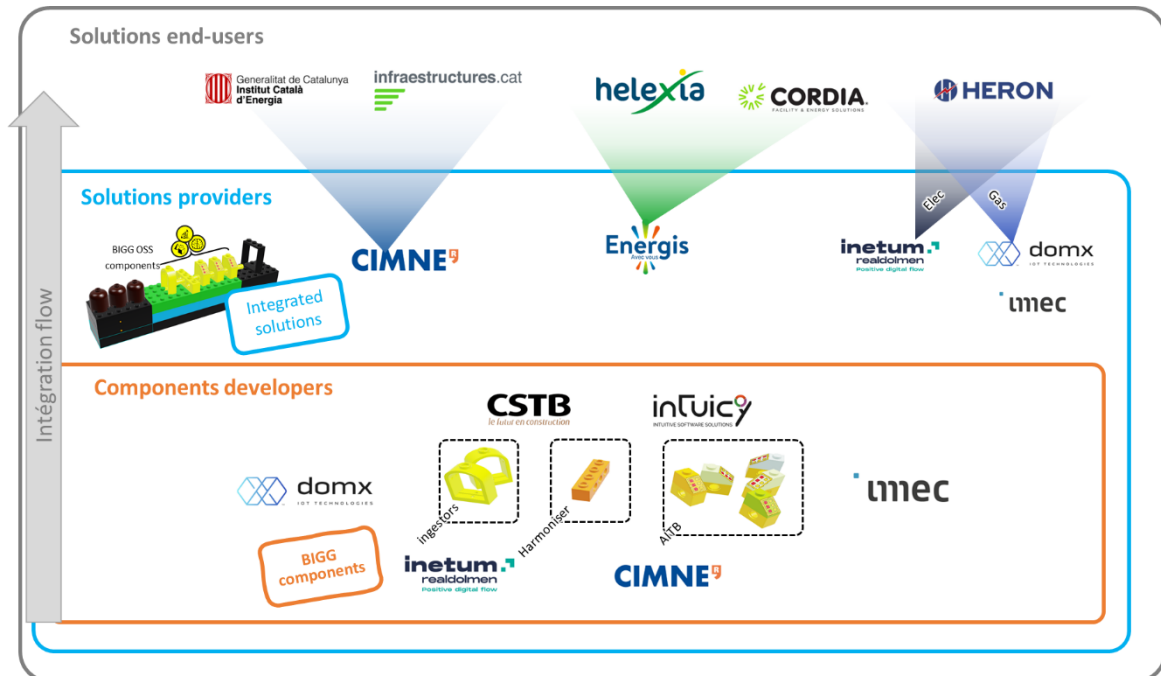 Solutions end-users
Generalitat de Catalunya
Institut Català
d'Energia
infraestructures.cat
helexia
CORDIA
FACILITY & ENERGY SOLUTIONS
HERON
Intégration flow
Solutions providers
BIGG OSS
components
Integrated
solutions
CIMNE
Energis
Avec vous
Elec
Gas
inetum.
realdolmen
Positive digital flow
domx
IOT TECHNOLOGIES
imec
Components developers
CSTB
le futur en construction
intuicy
INTUITIVE SOFTWARE SOLUTIONS
domx
IOT TECHNOLOGIES
ingestors
Harmoniser
AITB
imec
BIGG
components
inetum.
realdolmen
Positive digital flow
CIMNE